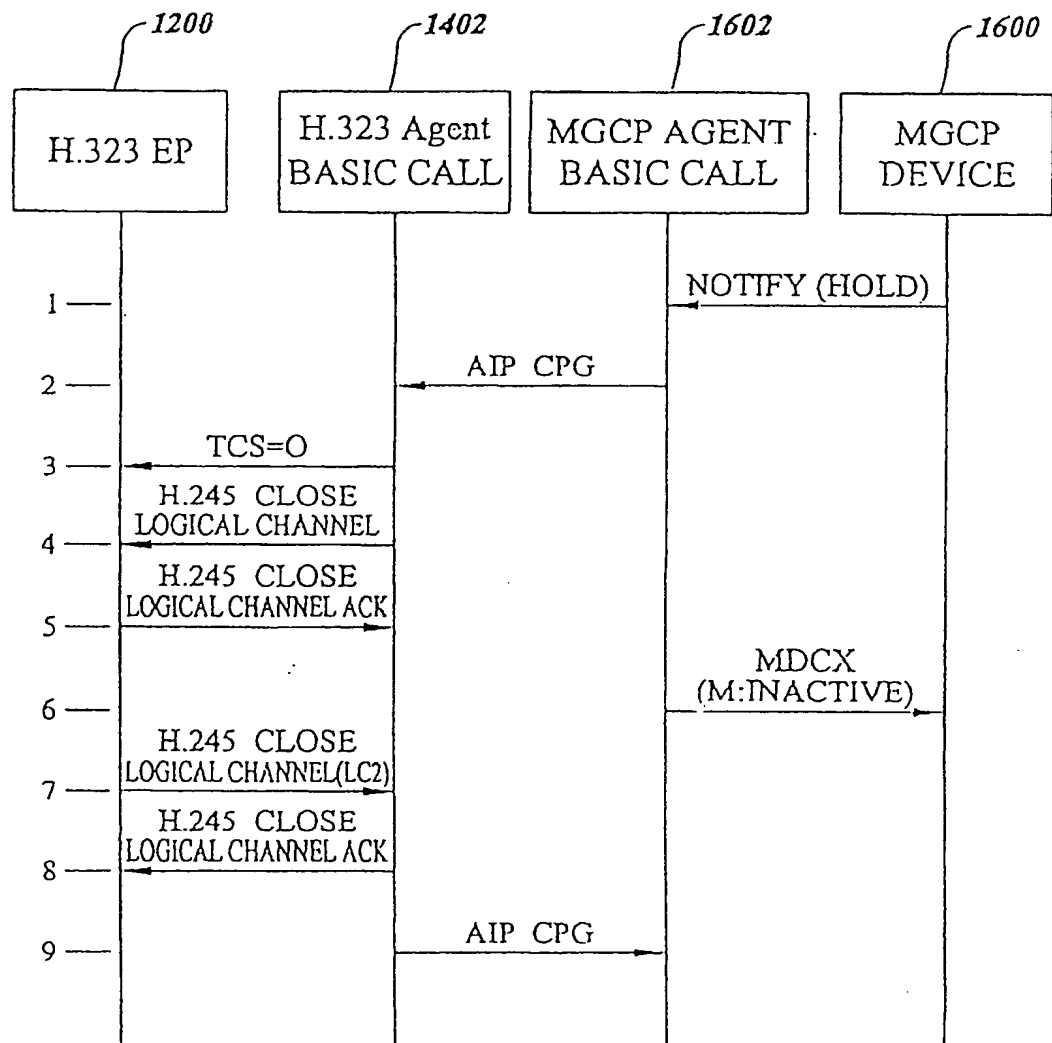 1200
1402
1602
1600
H.323 EP
H.323 Agent
BASIC CALL
MGCP AGENT
BASIC CALL
MGCP
DEVICE
1
NOTIFY (HOLD)
2
AIP CPG
3
TCS=O
H.245 CLOSE
LOGICAL CHANNEL
4
H.245 CLOSE
LOGICAL CHANNEL ACK
5
MDCX
(M:INACTIVE)
6
H.245 CLOSE
LOGICAL CHANNEL(LC2)
7
H.245 CLOSE
LOGICAL CHANNEL ACK
8
9
AIP CPG